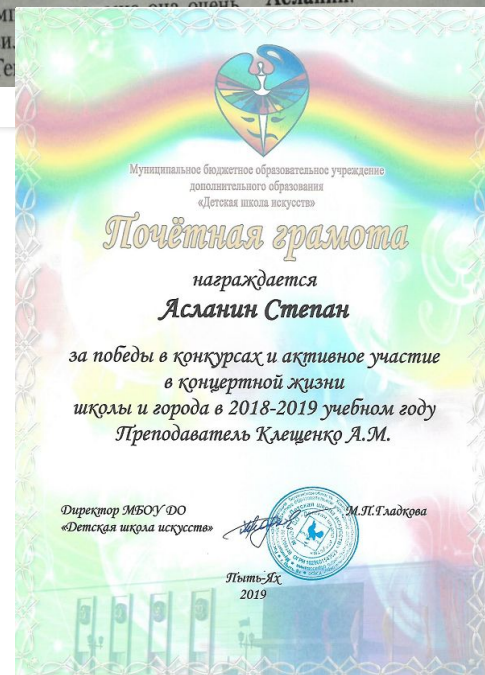 она очень
Муниципальное бюджетное образовательное учреждение
дополнительного образования
«Детская школа искусств»
Почётная грамота
награждается
Асланин Степан
за победы в конкурсах и активное участие
в концертной жизни
школы и города в 2018-2019 учебном году
Преподаватель Клещенко А.М.
Директор МБОУ ДО
«Детская школа искусств»
М.П.Гладкова
Пыть-Ях
2019